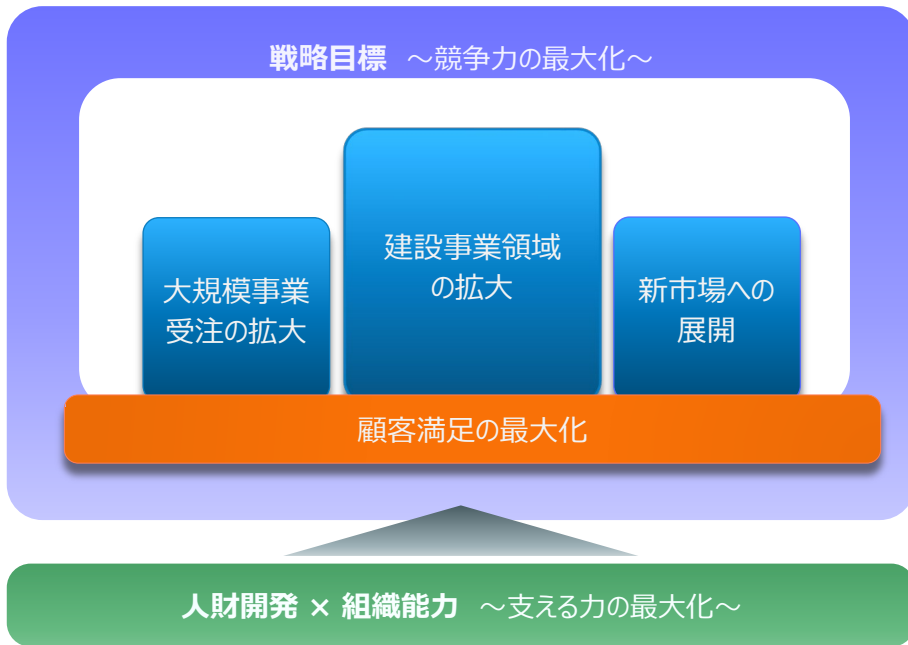 戦略目標 ～競争力の最大化～
大規模事業
受注の拡大
建設事業領域
の拡大
新市場への
展開
顧客満足の最大化
人財開発 × 組織能力 ～支える力の最大化～